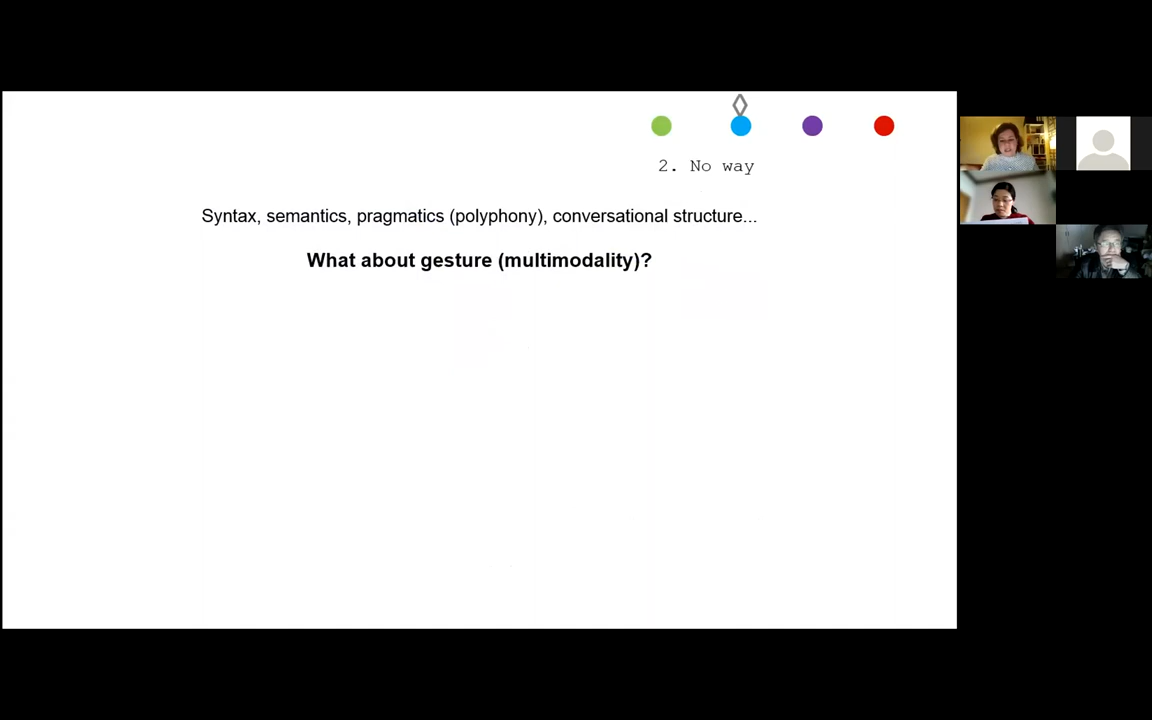 2. No way
Syntax, semantics, pragmatics (polyphony), conversational structure...
What about gesture (multimodality)?